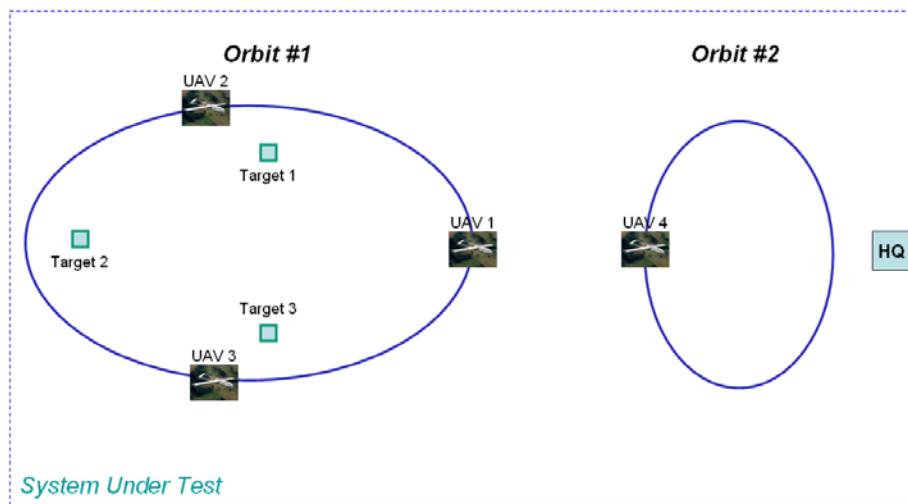 Orbit #1
Orbit #2
UAV 2
Target 1
UAV 1
UAV 4
HQ
Target 2
Target 3
UAV 3
System Under Test